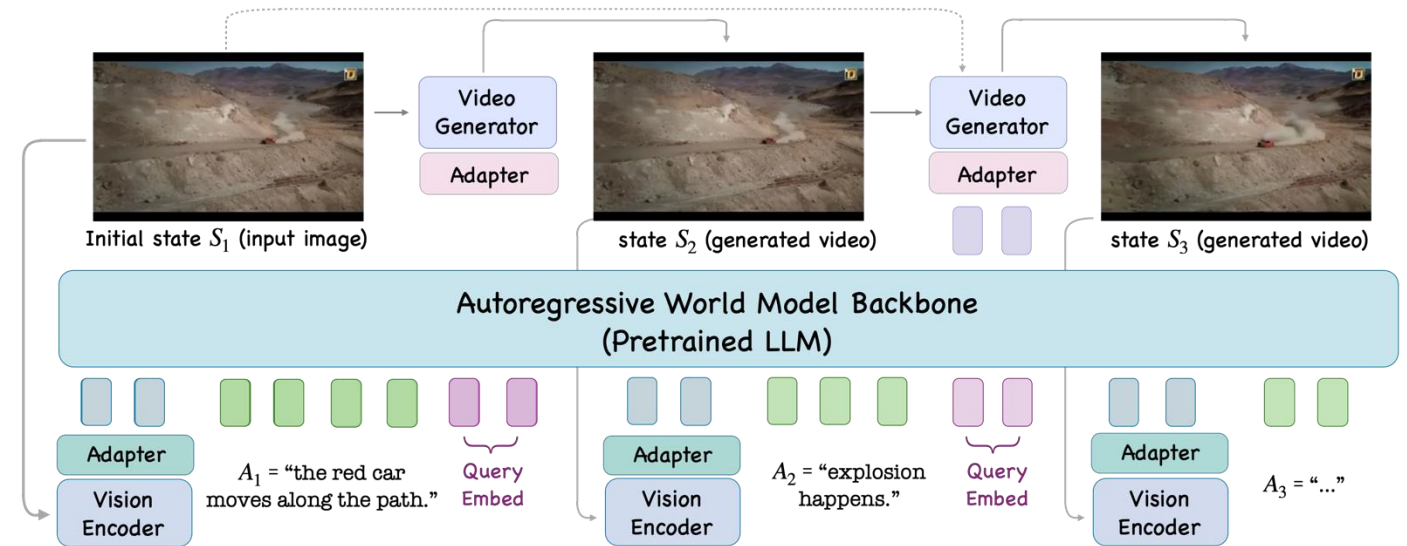 Video
Generator
Adapter
Video
Generator
Adapter
Initial state S₁ (input image)
state S₂ (generated video)
state S₃ (generated video)
Autoregressive World Model Backbone
(Pretrained LLM)
Adapter
Vision
Encoder
A₁ = “the red car
moves along the path.”
Query
Embed
Adapter
Vision
Encoder
A₂ = “explosion
happens.”
Query
Embed
Adapter
Vision
Encoder
A₃ = “...”